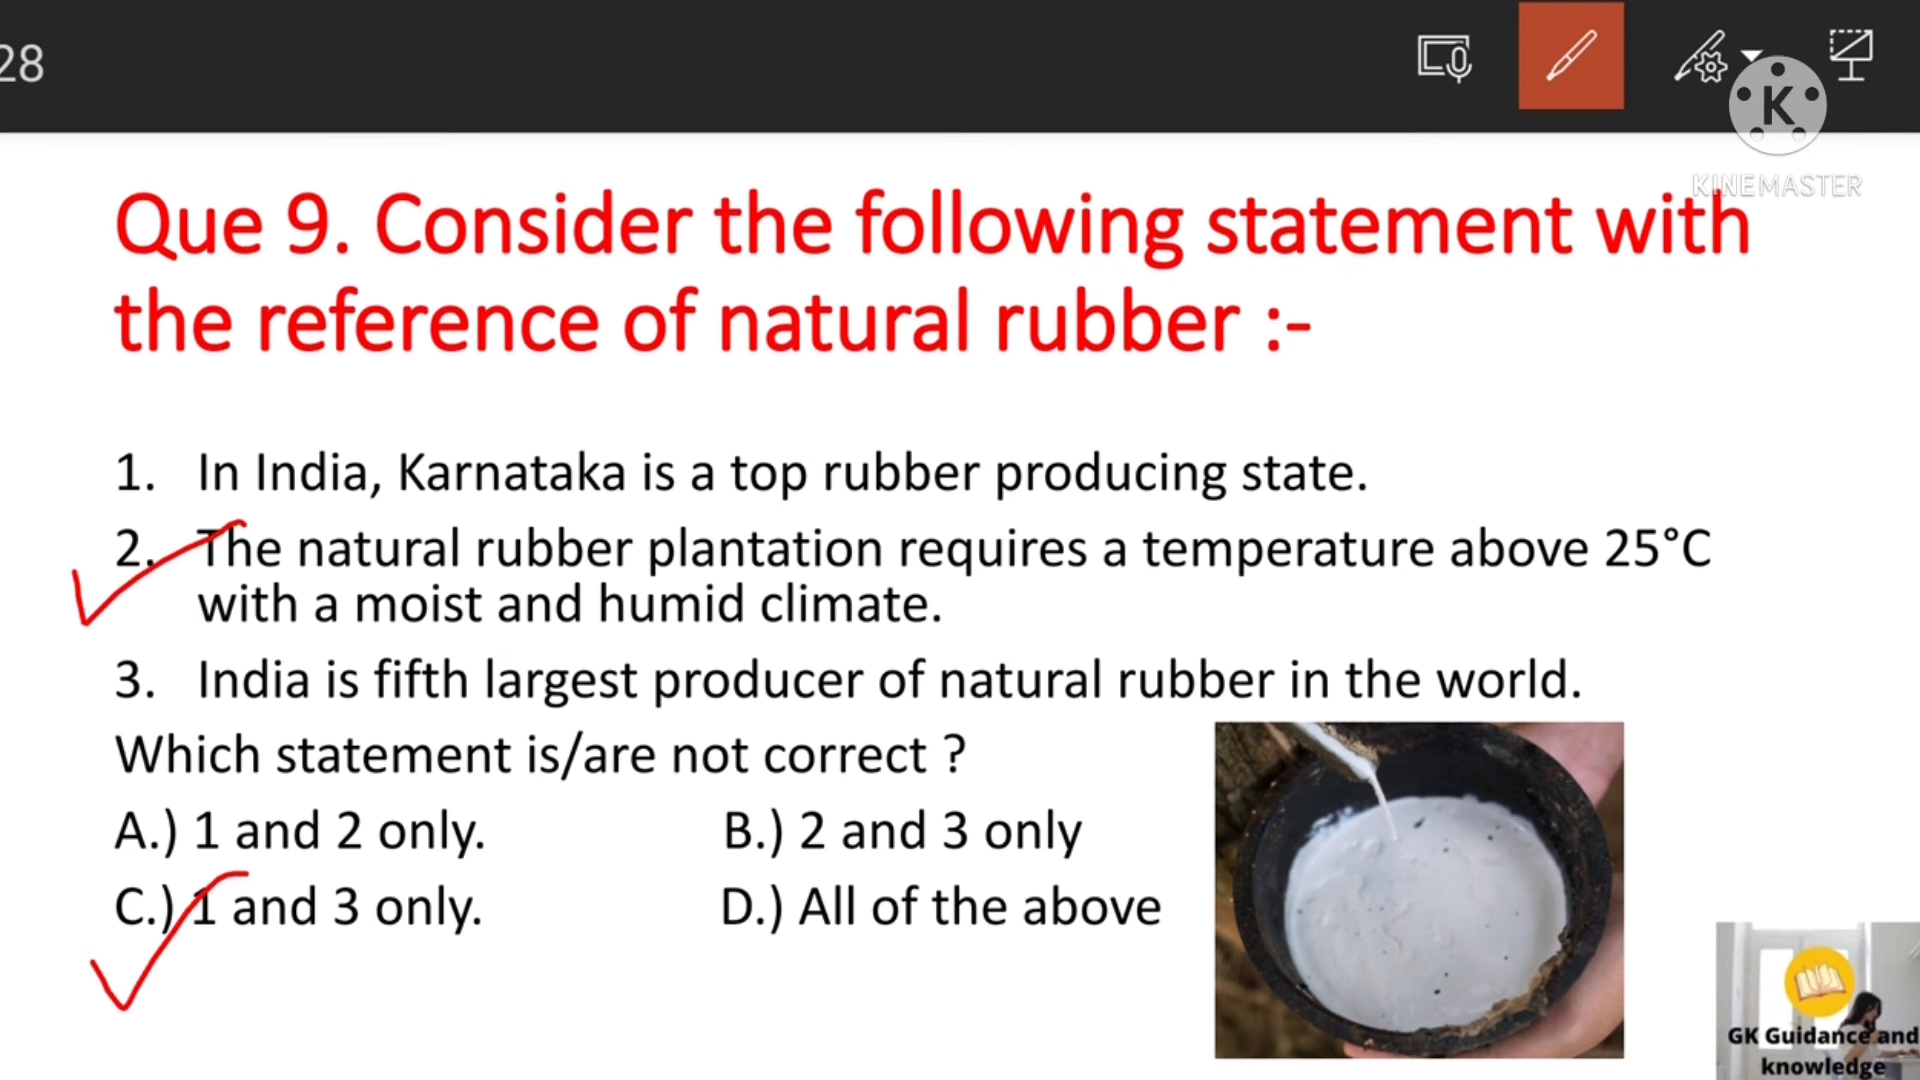 28
K
KINEMASTER
Que 9. Consider the following statement with
the reference of natural rubber :-
1. In India, Karnataka is a top rubber producing state.
2. The natural rubber plantation requires a temperature above 25°C
with a moist and humid climate.
3. India is fifth largest producer of natural rubber in the world.
Which statement is/are not correct ?
A.) 1 and 2 only. B.) 2 and 3 only
C.) 1 and 3 only. D.) All of the above
GK Guidance and
knowledge